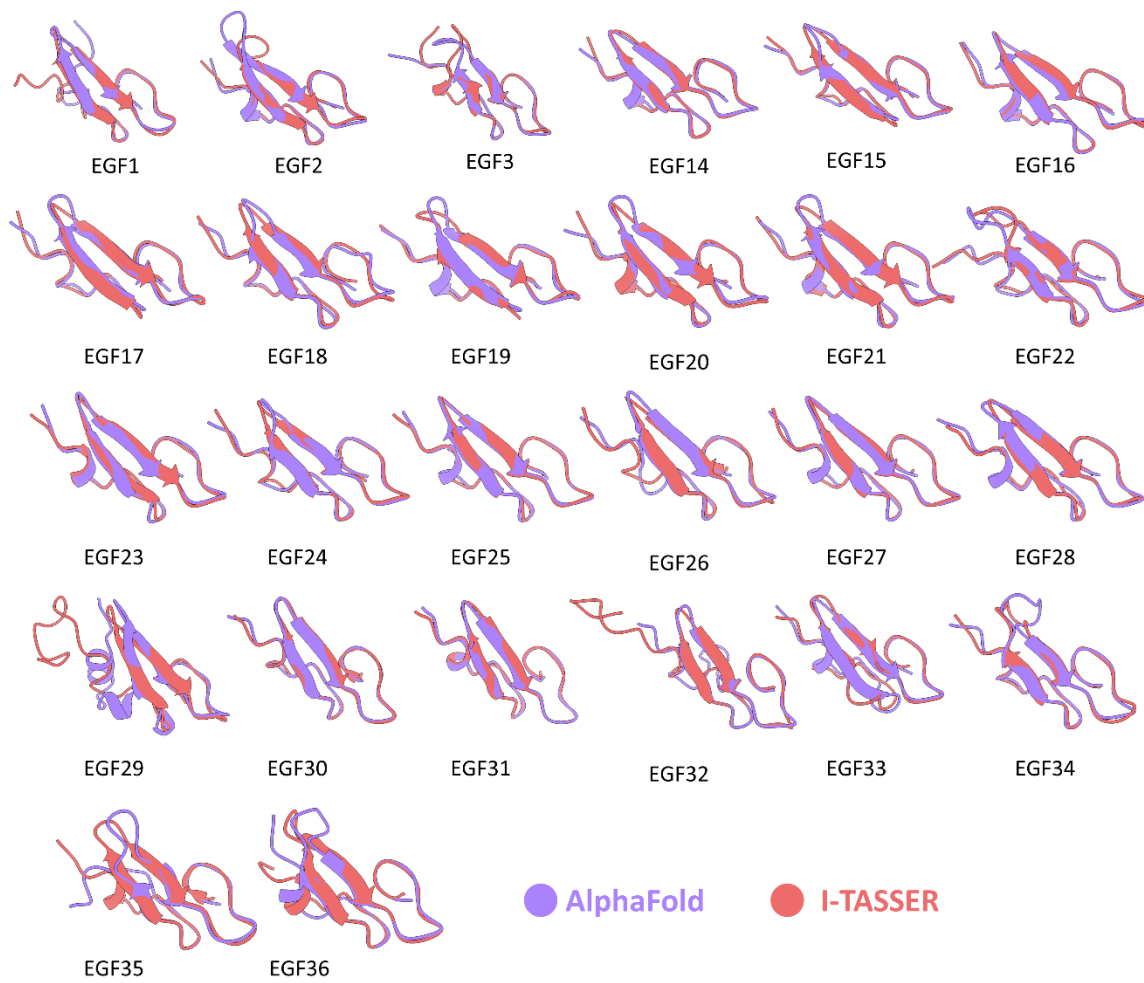 EGF1 EGF2 EGF3 EGF14 EGF15 EGF16
EGF17 EGF18 EGF19 EGF20 EGF21 EGF22
EGF23 EGF24 EGF25 EGF26 EGF27 EGF28
EGF29 EGF30 EGF31 EGF32 EGF33 EGF34
AlphaFold I-TASSER
EGF35 EGF36